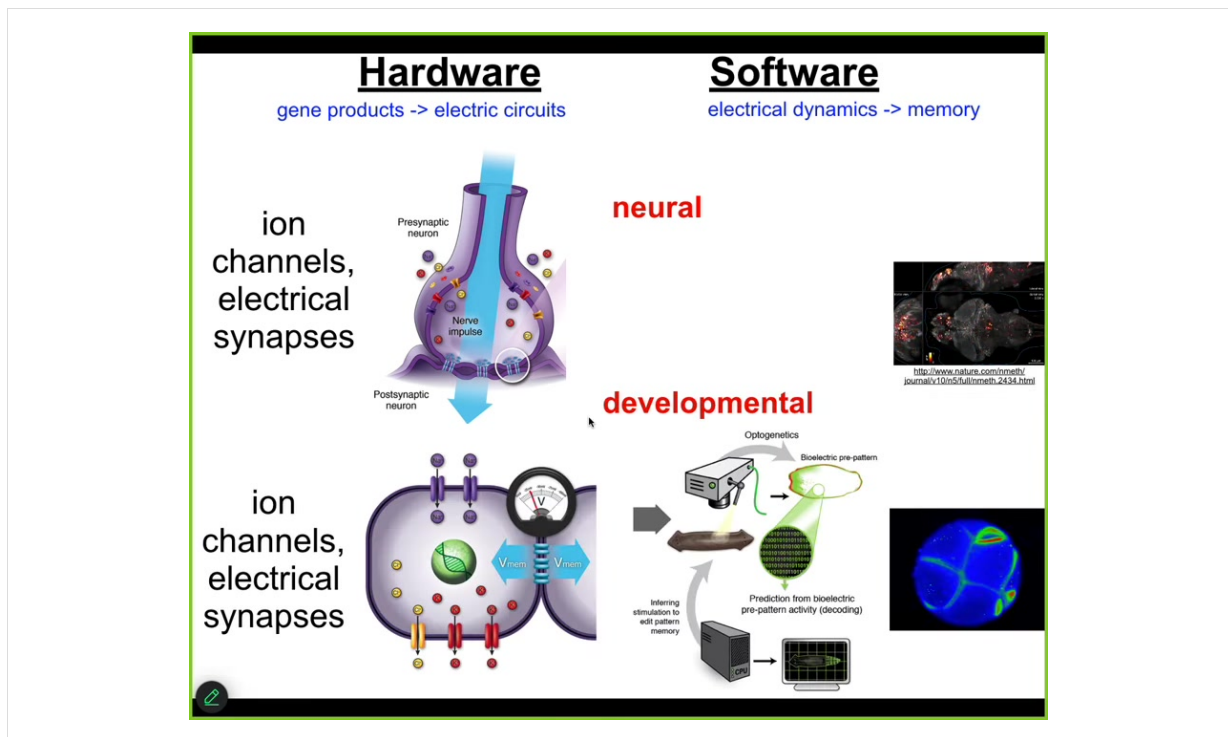 Hardware
gene products -> electric circuits
Software
electrical dynamics -> memory
ion
channels,
electrical
synapses
Presynaptic
neuron
Nerve
impulse
Postsynaptic
neuron
neural
http://www.nature.com/nmeth/
journal/v10/n5/full/nmeth.2434.html
developmental
ion
channels,
electrical
synapses
V
Vmem
Vmem
Optogenetics
Bioelectric pre-pattern
Prediction from bioelectric
pre-pattern activity (decoding)
Inferring
stimulation to
edit pattern
memory
CPU